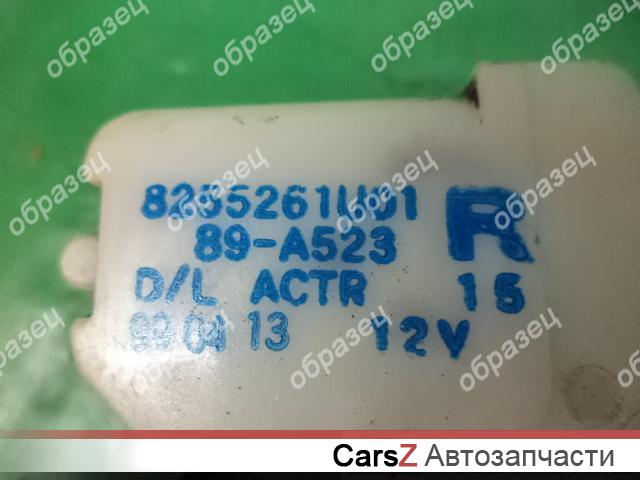 8255261U01
89-A523
R
D/L ACTR 15
99 04 13 12V
CarsZ Автозапчасти
образец
образец
образец
образец
образец
образец
образец
образец
образец
образец